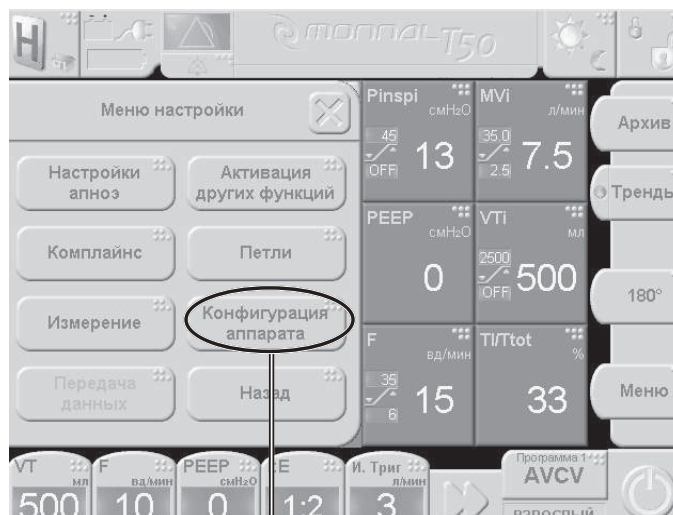 H
monnal T50
Меню настройки
Настройки апноэ
Активация других функций
Комплайнс
Петли
Измерение
Конфигурация аппарата
Передача данных
Назад
Pinspi
смH₂O
45
OFF
13
MVi
л/мин
35.0
2.5
7.5
PEEP
смH₂O
0
VTi
мл
2500
OFF
500
F
вд/мин
35
6
15
TI/Ttot
%
33
Архив
Тренды
180°
Меню
VT
мл
500
F
вд/мин
10
PEEP
смH₂O
0
I:E
1:2
И. Триг
л/мин
3
Программа 1
AVCV
ВЗРОСЛЫЙ